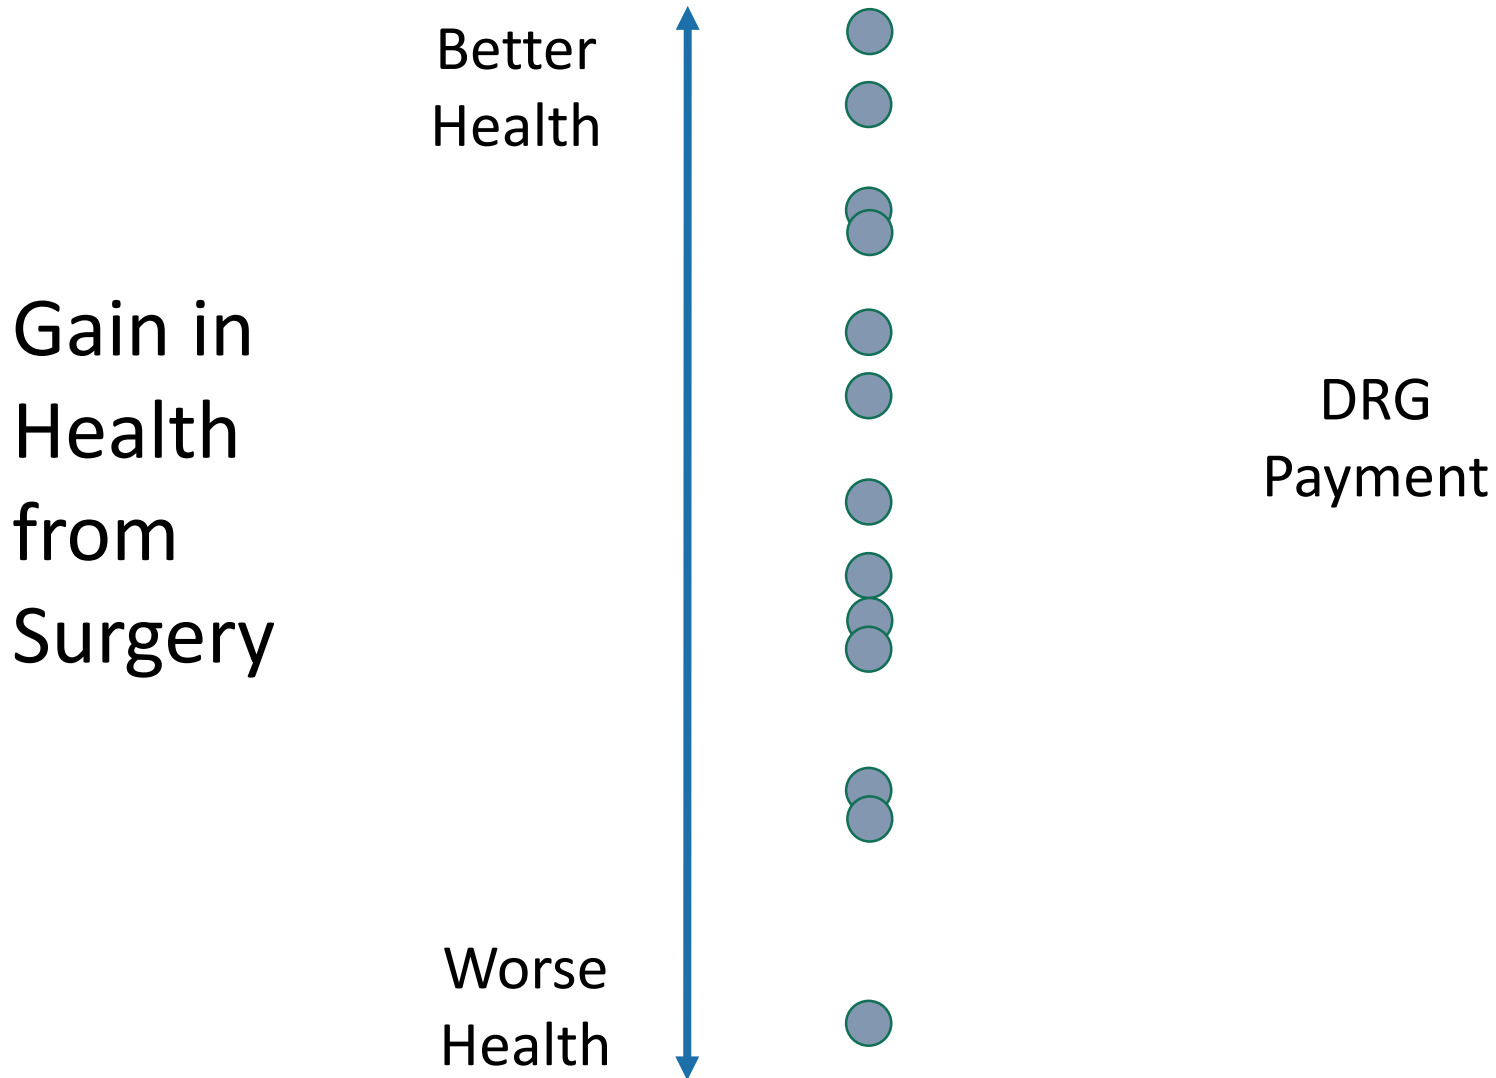 Better
Health
Gain in
Health
from
Surgery
DRG
Payment
Worse
Health